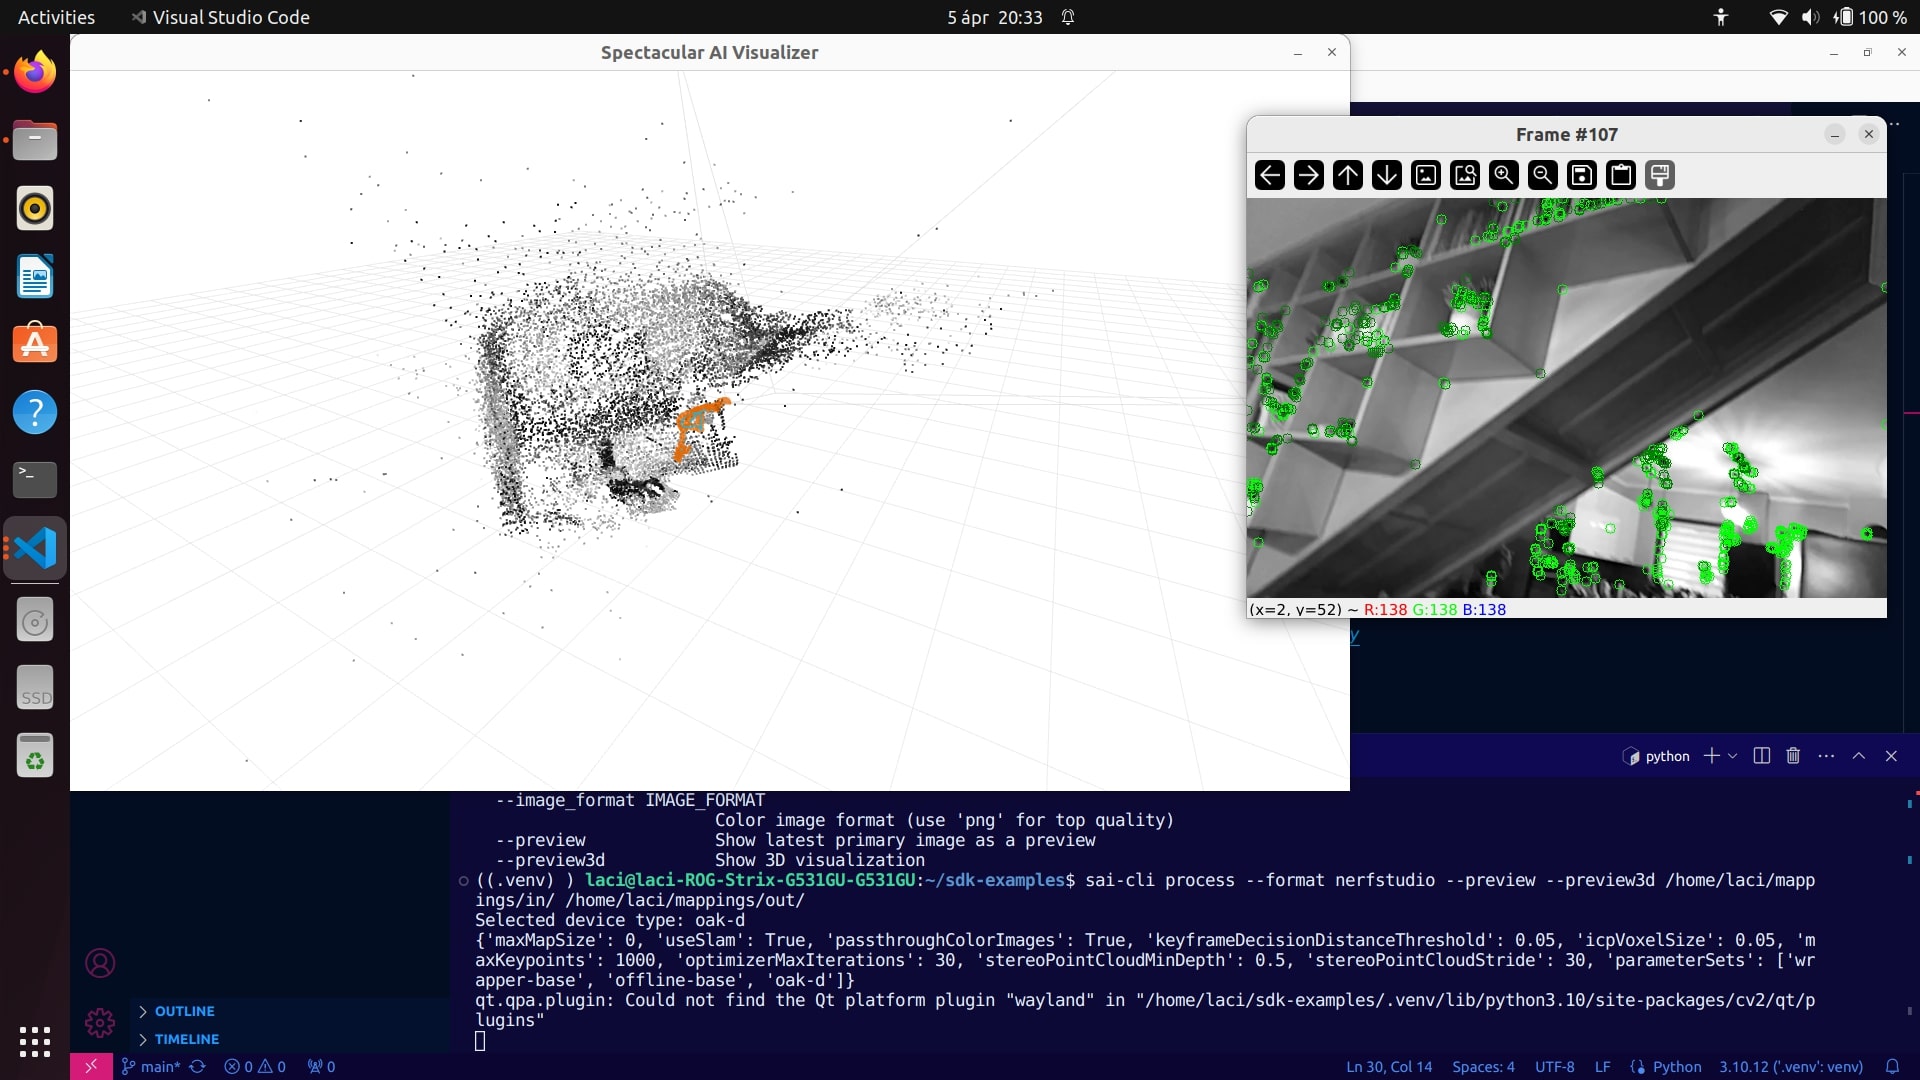 Activities
Visual Studio Code
5 ápr 20:33
100 %
Spectacular AI Visualizer
Frame #107
(x=2, y=52) ~ R:138 G:138 B:138
y
SSD
python
--image_format IMAGE_FORMAT
Color image format (use 'png' for top quality)
--preview Show latest primary image as a preview
--preview3d Show 3D visualization
((.venv) ) laci@laci-ROG-Strix-G531GU-G531GU:~/sdk-examples$ sai-cli process --format nerfstudio --preview --preview3d /home/laci/mapp
ings/in/ /home/laci/mappings/out/
Selected device type: oak-d
{'maxMapSize': 0, 'useSlam': True, 'passthroughColorImages': True, 'keyframeDecisionDistanceThreshold': 0.05, 'icpVoxelSize': 0.05, 'm
axKeypoints': 1000, 'optimizerMaxIterations': 30, 'stereoPointCloudMinDepth': 0.5, 'stereoPointCloudStride': 30, 'parameterSets': ['wr
apper-base', 'offline-base', 'oak-d']}
qt.qpa.plugin: Could not find the Qt platform plugin "wayland" in "/home/laci/sdk-examples/.venv/lib/python3.10/site-packages/cv2/qt/p
lugins"
OUTLINE
TIMELINE
main* 0 0 0
Ln 30, Col 14 Spaces: 4 UTF-8 LF Python 3.10.12 ('.venv': venv)